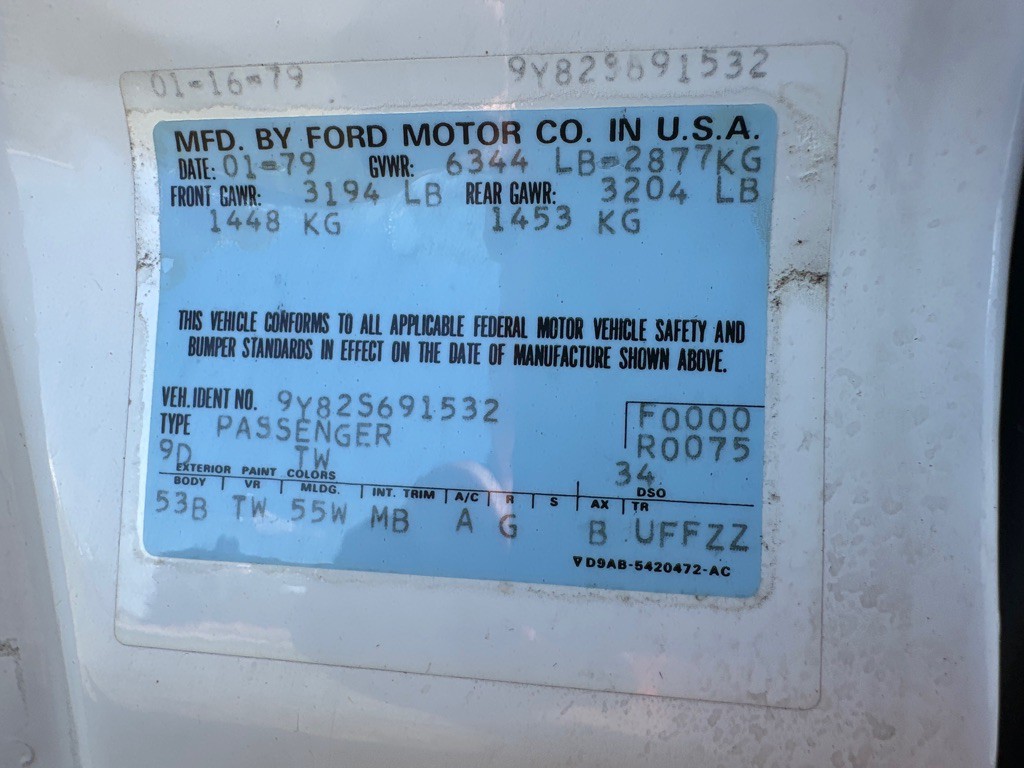 01-16-79 9Y82S691532
MFD. BY FORD MOTOR CO. IN U.S.A.
DATE: 01-79 GVWR: 6344 LB-2877KG
FRONT GAWR: 3194 LB REAR GAWR: 3204 LB
1448 KG 1453 KG
THIS VEHICLE CONFORMS TO ALL APPLICABLE FEDERAL MOTOR VEHICLE SAFETY AND
BUMPER STANDARDS IN EFFECT ON THE DATE OF MANUFACTURE SHOWN ABOVE.
VEH. IDENT NO. 9Y82S691532 F0000
TYPE PASSENGER R0075
9D TW 34
EXTERIOR PAINT COLORS DSO
BODY VR MLDG. INT. TRIM A/C R S AX TR
53B TW 55W MB A G B UFFZZ
▽D9AB-5420472-AC